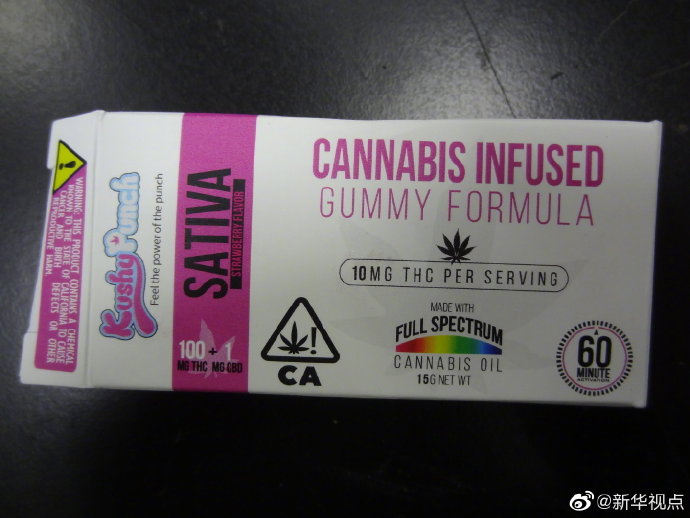 WARNING: THIS PRODUCT CONTAINS A CHEMICAL
KNOWN TO THE STATE OF CALIFORNIA TO CAUSE
CANCER AND BIRTH DEFECTS OR OTHER
REPRODUCTIVE HARM
Kushy Punch
Feel the power of the punch
SATIVA
STRAWBERRY FLAVOR
100 + 1
MG THC MG CBD
CANNABIS INFUSED
GUMMY FORMULA
10MG THC PER SERVING
!
CA
MADE WITH
FULL SPECTRUM
CANNABIS OIL
15G NET WT
60
MINUTE
ACTIVATION
@新华视点